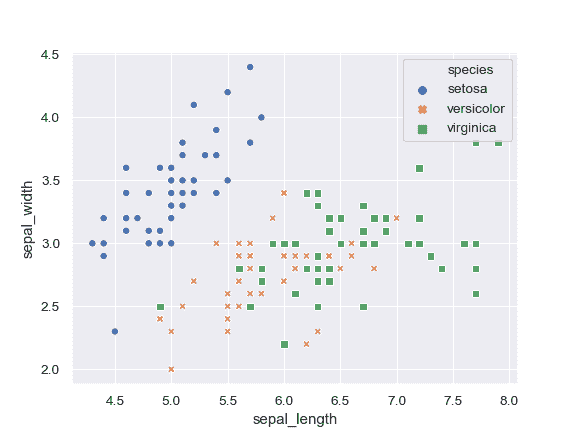 4.5
4.0
3.5
3.0
2.5
2.0
sepal_width
species
setosa
versicolor
virginica
4.5 5.0 5.5 6.0 6.5 7.0 7.5 8.0
sepal_length